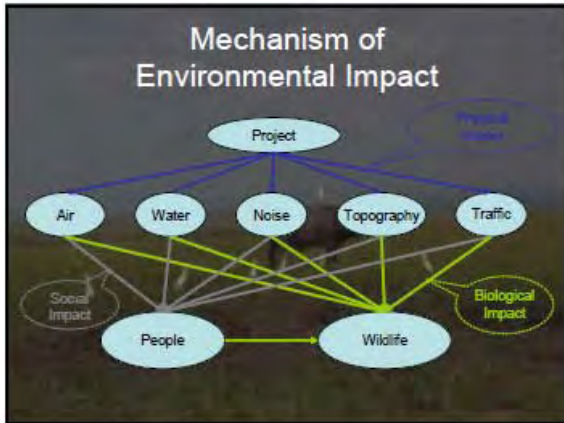 Mechanism of
Environmental Impact
Project
Physical
Impact
Air
Water
Noise
Topography
Traffic
Social
Impact
Biological
Impact
People
Wildlife